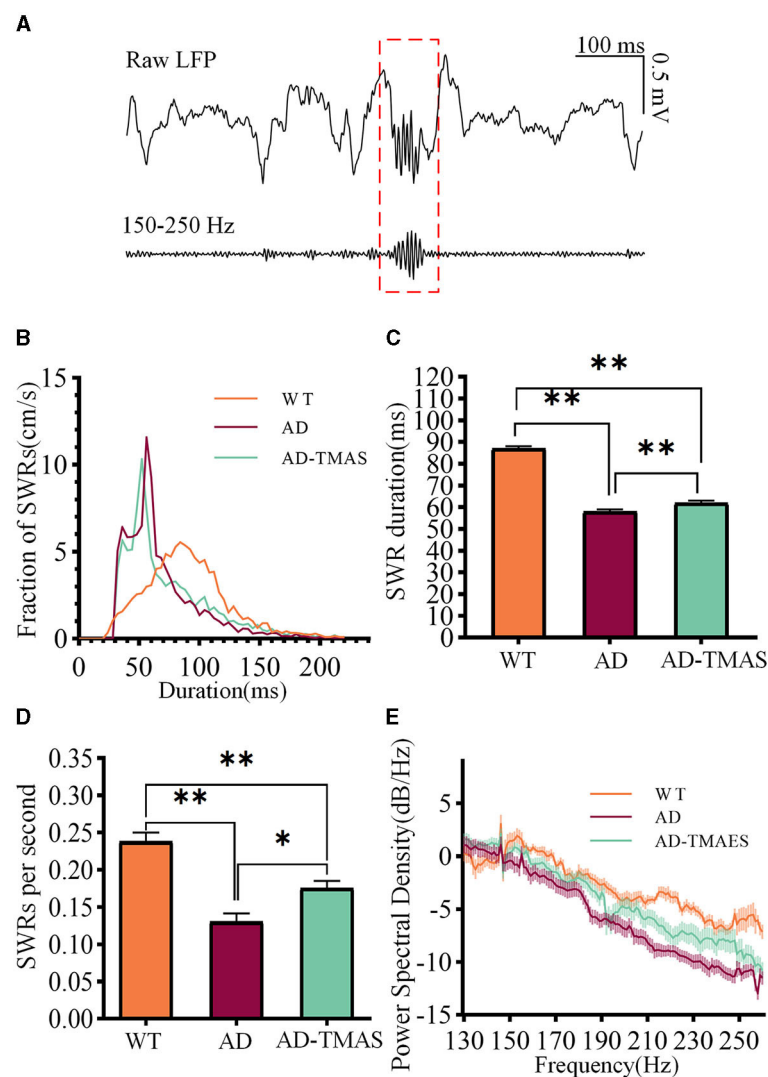 A
Raw LFP
100 ms
0.5 mV
150-250 Hz
B
Fraction of SWRs(cm/s)
15
10
5
0
0 50 100 150 200
Duration(ms)
WT
AD
AD-TMAS
C
SWR duration(ms)
120
110
100
90
80
70
60
50
40
30
20
10
0
**
**
**
WT AD AD-TMAS
D
SWRs per second
0.35
0.30
0.25
0.20
0.15
0.10
0.05
0.00
**
**
*
WT AD AD-TMAS
E
Power Spectral Density(dB/Hz)
5
0
-5
-10
-15
130 150 170 190 210 230 250
Frequency(Hz)
WT
AD
AD-TMAES